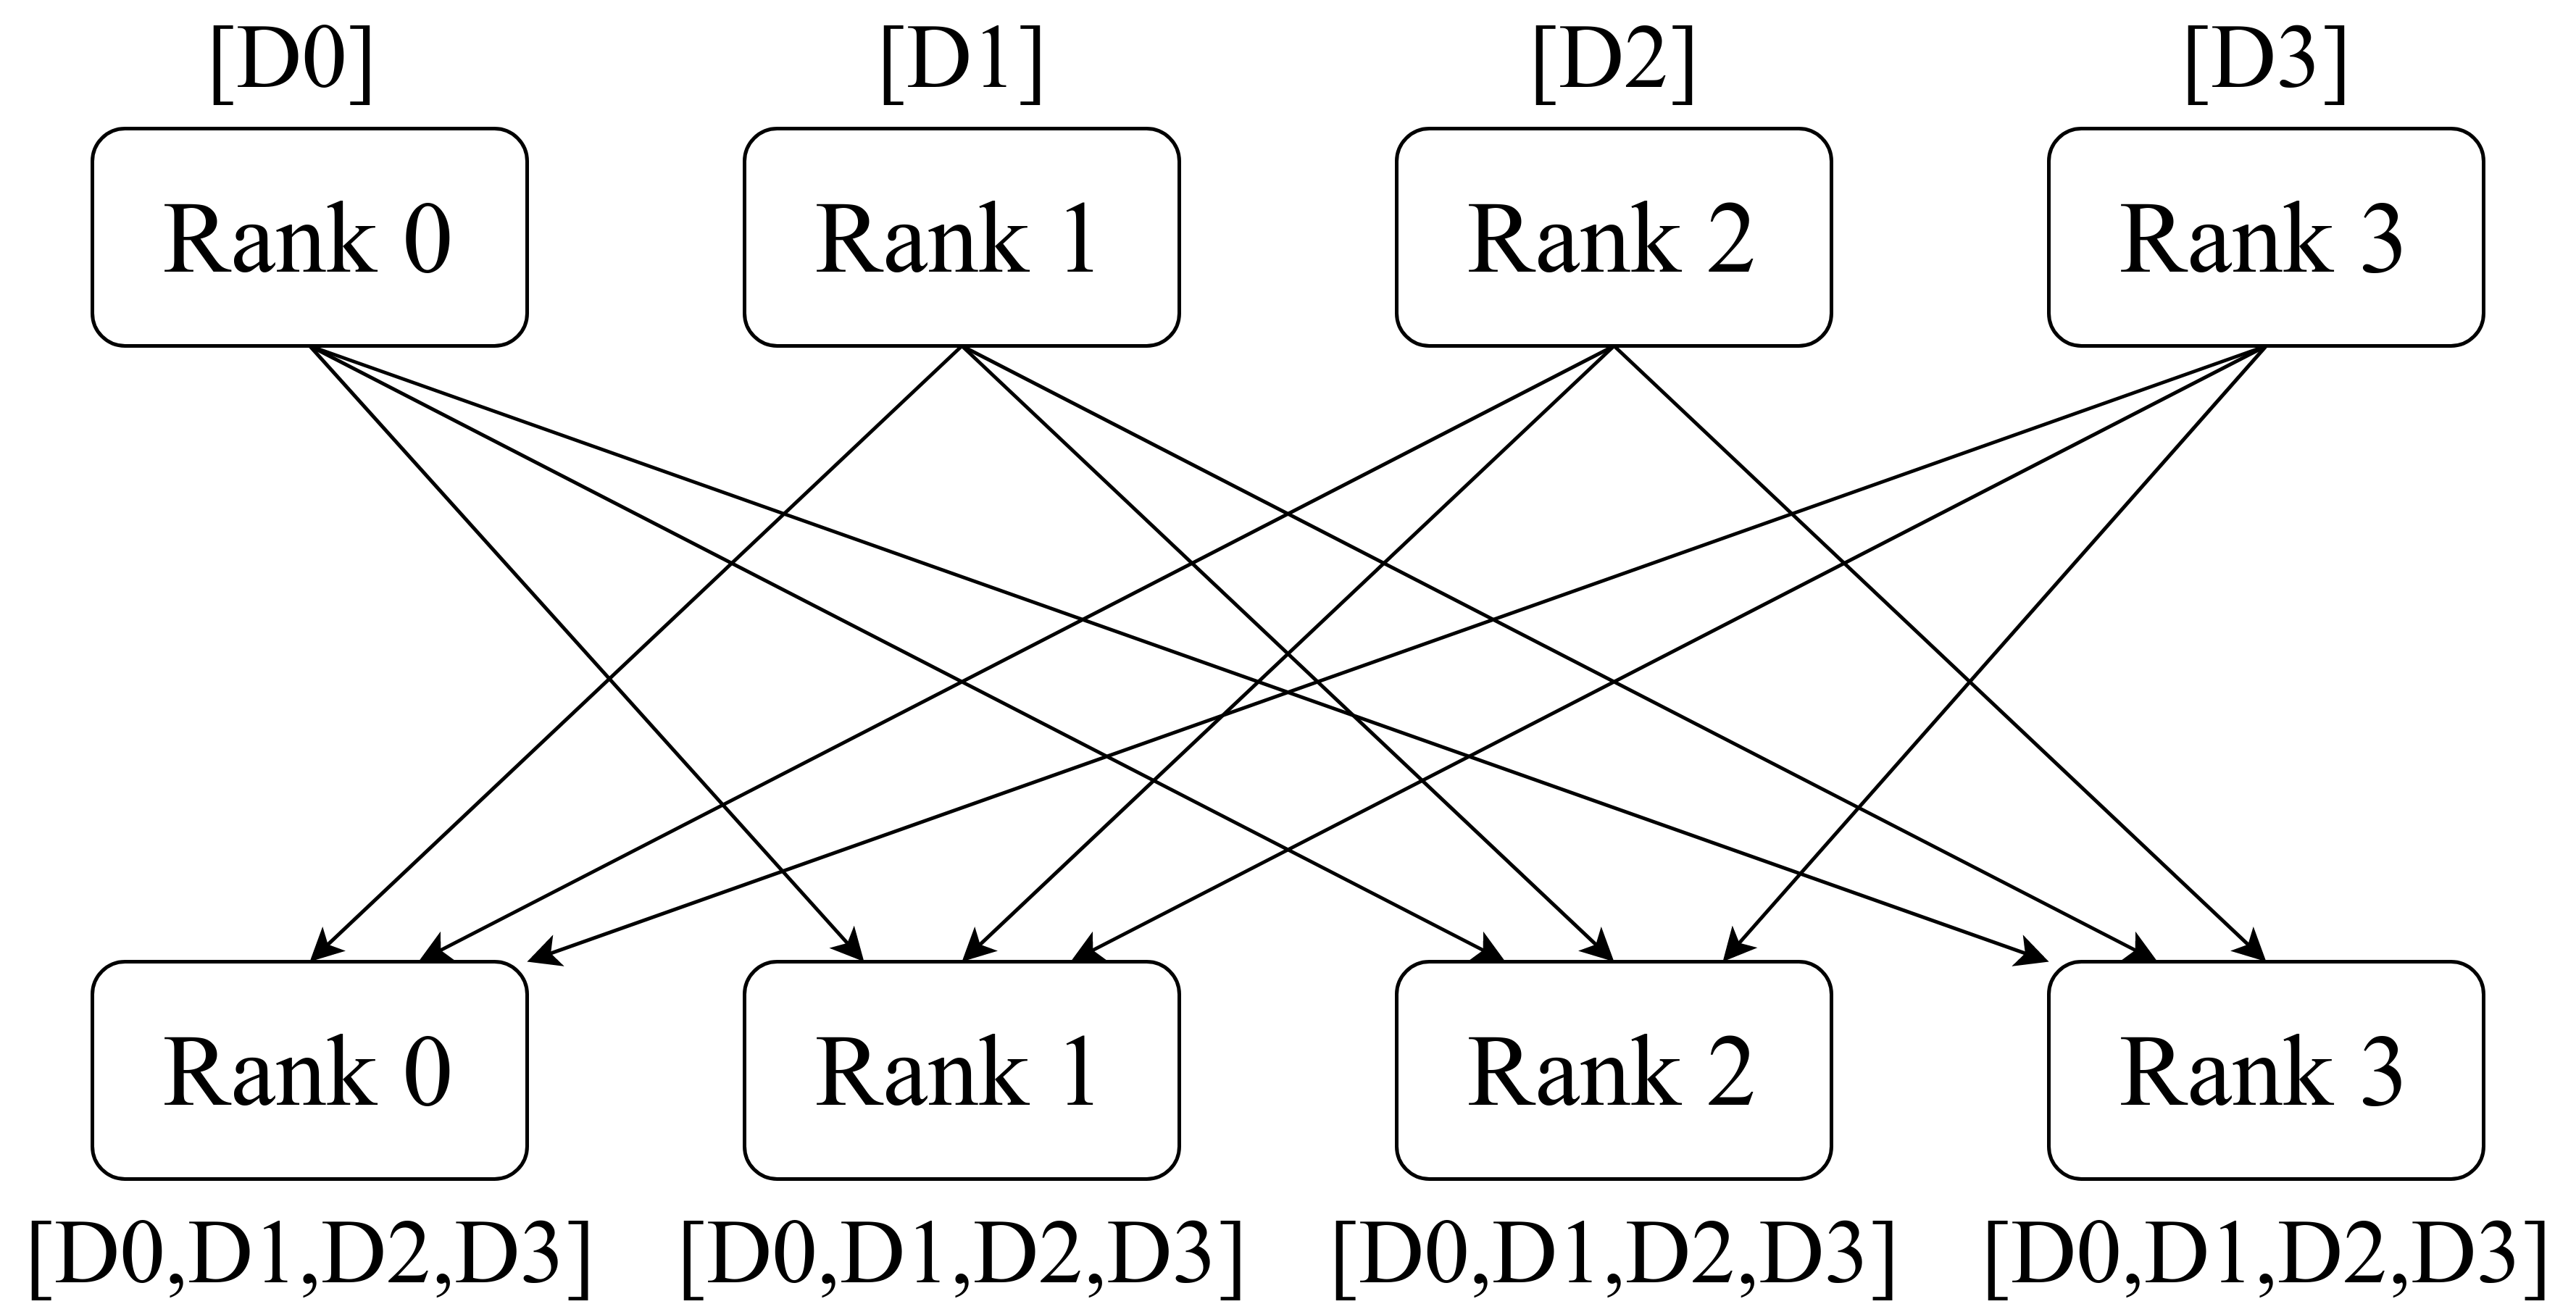 [D0] [D1] [D2] [D3]
Rank 0 Rank 1 Rank 2 Rank 3
Rank 0 Rank 1 Rank 2 Rank 3
[D0,D1,D2,D3] [D0,D1,D2,D3] [D0,D1,D2,D3] [D0,D1,D2,D3]